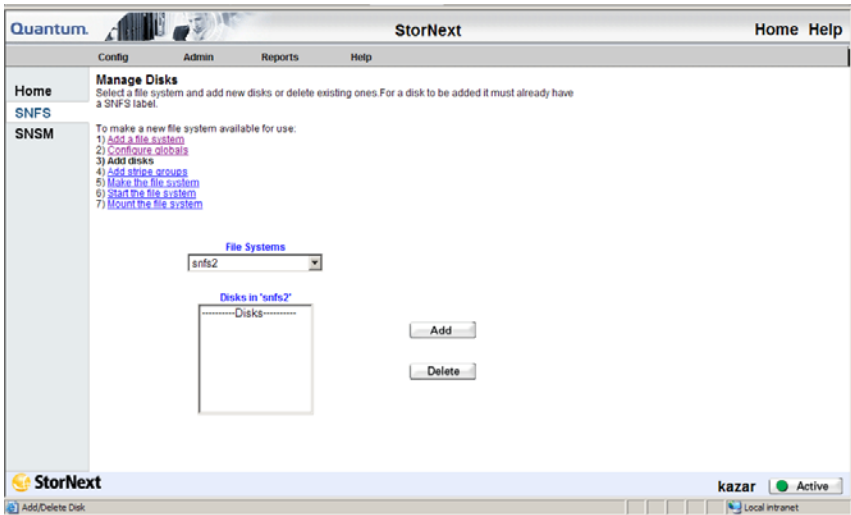 Quantum.
StorNext
Home Help
Config Admin Reports Help
Home
SNFS
SNSM
Manage Disks
Select a file system and add new disks or delete existing ones.For a disk to be added it must already have
a SNFS label.
To make a new file system available for use:
1) Add a file system
2) Configure globals
3) Add disks
4) Add stripe groups
5) Make the file system
6) Start the file system
7) Mount the file system
File Systems
snfs2
Disks in 'snfs2'
----------Disks----------
Add
Delete
StorNext
kazar Active
Add/Delete Disk
Local intranet